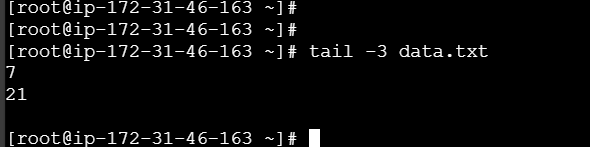 [root@ip-172-31-46-163 ~]#
[root@ip-172-31-46-163 ~]#
[root@ip-172-31-46-163 ~]# tail -3 data.txt
7
21
[root@ip-172-31-46-163 ~]#